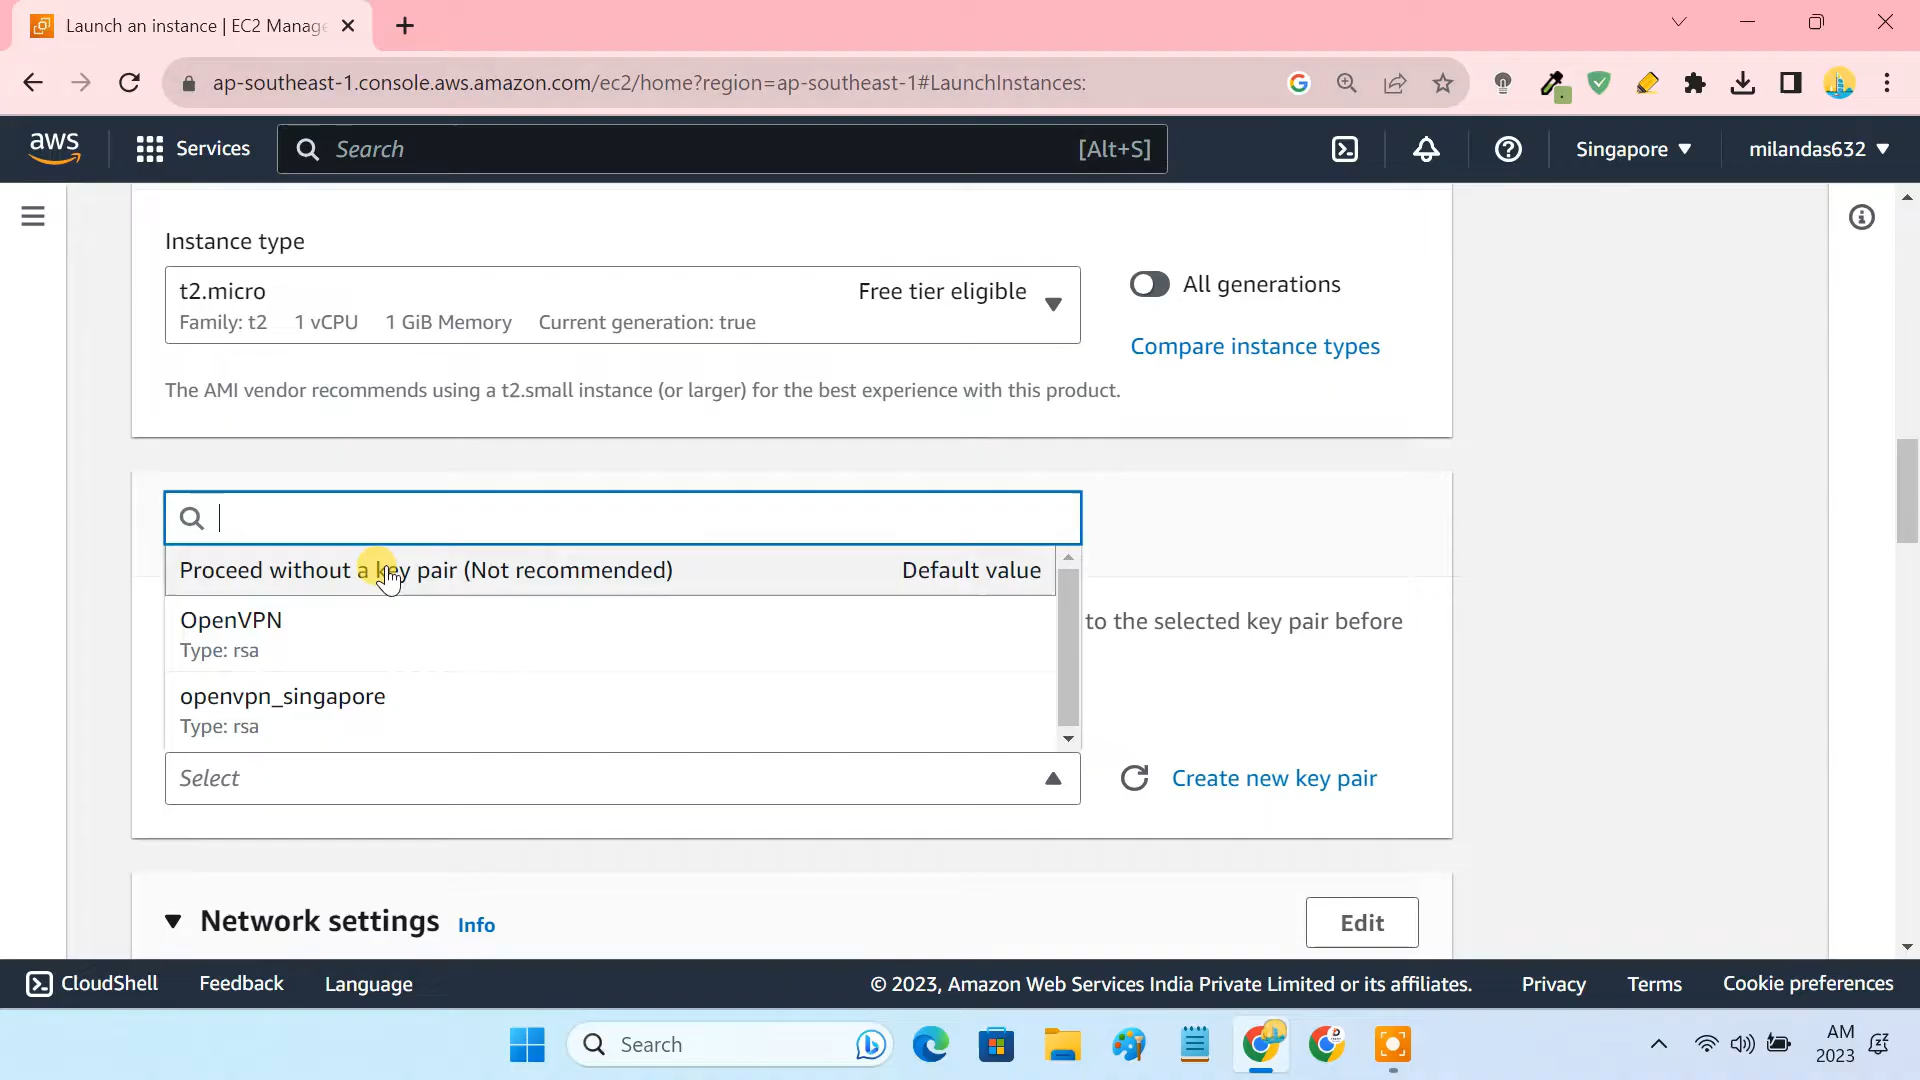 Launch an instance | EC2 Manage
ap-southeast-1.console.aws.amazon.com/ec2/home?region=ap-southeast-1#LaunchInstances:
aws
Services
Search
[Alt+S]
Singapore
milandas632
Instance type
t2.micro
Free tier eligible
Family: t2 1 vCPU 1 GiB Memory Current generation: true
All generations
Compare instance types
The AMI vendor recommends using a t2.small instance (or larger) for the best experience with this product.
Proceed without a key pair (Not recommended)
Default value
OpenVPN
Type: rsa
to the selected key pair before
openvpn_singapore
Type: rsa
Select
Create new key pair
Network settings
Info
Edit
CloudShell
Feedback
Language
© 2023, Amazon Web Services India Private Limited or its affiliates.
Privacy
Terms
Cookie preferences
Search
AM
2023